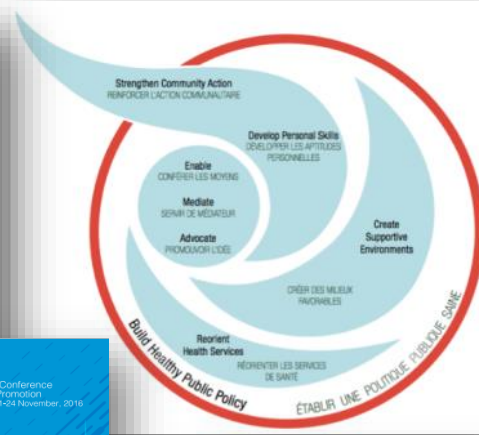 Strengthen Community Action
RENFORCER L'ACTION COMMUNAUTAIRE
Develop Personal Skills
DÉVELOPPER LES APTITUDES
PERSONNELLES
Enable
CONFÉRER LES MOYENS
Mediate
SERVIR DE MÉDIATEUR
Advocate
PROMOUVOIR L'IDÉE
Create
Supportive
Environments
CRÉER DES MILIEUX
FAVORABLES
Reorient
Health Services
RÉORIENTER LES SERVICES
DE SANTÉ
Build Healthy Public Policy
ÉTABLIR UNE POLITIQUE PUBLIQUE SAINE
Conference
Promotion
1-24 November, 2016